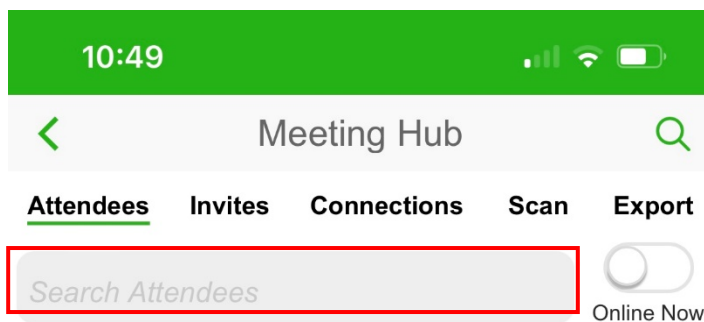 10:49
Meeting Hub
Attendees Invites Connections Scan Export
Search Attendees
Online Now